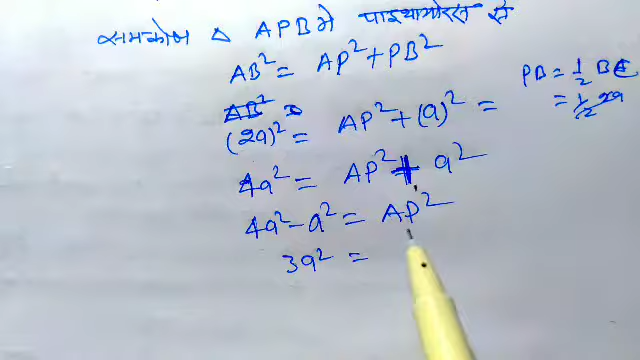 समकोण △ APB में पाइथागोरस से
AB² = AP² + PB²
PB = 1/2 BC
= 1/2 2a
AB² =
(2a)² = AP² + (a)² =
4a² = AP² + a²
4a² - a² = AP²
3a² =